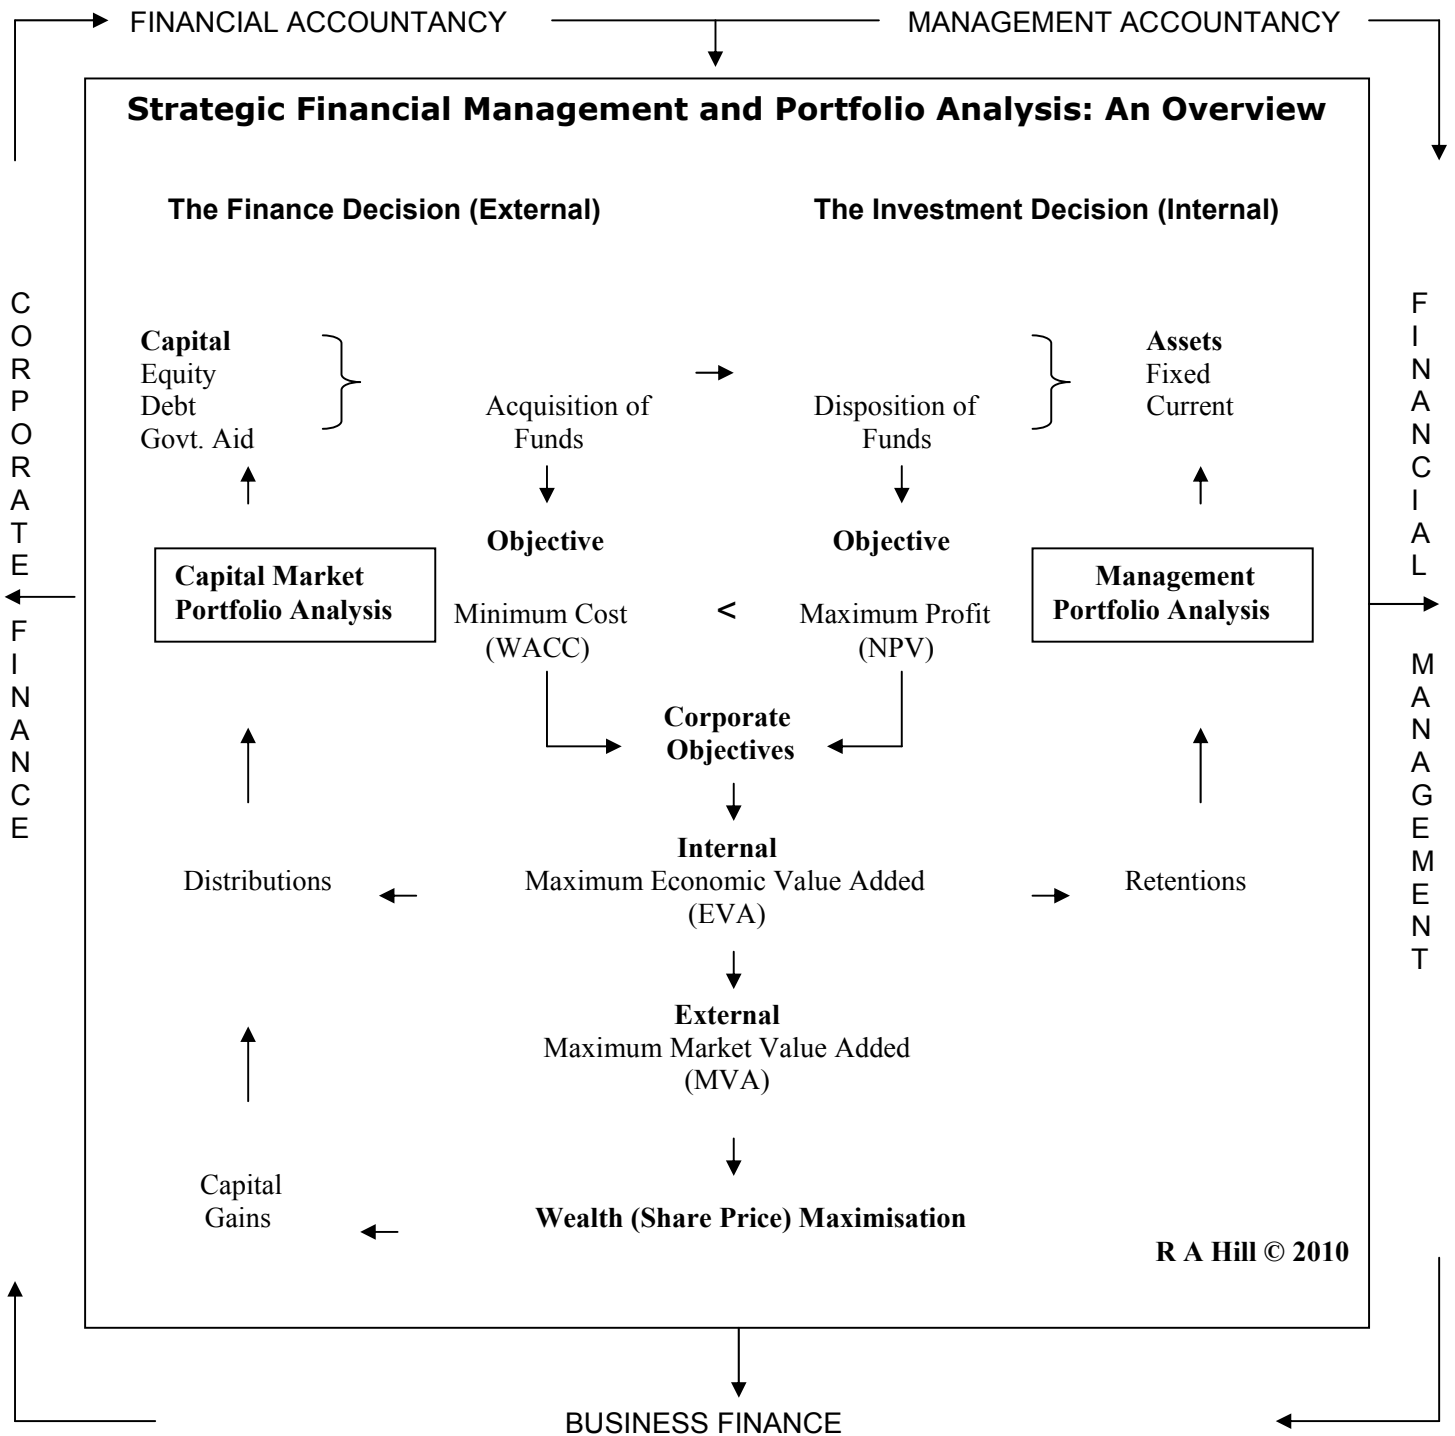 FINANCIAL ACCOUNTANCY
MANAGEMENT ACCOUNTANCY
Strategic Financial Management and Portfolio Analysis: An Overview
The Finance Decision (External)
The Investment Decision (Internal)
CORPORATE FINANCE
Capital
Equity
Debt
Govt. Aid
Acquisition of
Funds
Disposition of
Funds
Assets
Fixed
Current
FINANCIAL MANAGEMENT
Objective
Objective
Capital Market
Portfolio Analysis
Minimum Cost
(WACC)
<
Maximum Profit
(NPV)
Management
Portfolio Analysis
Corporate
Objectives
Internal
Maximum Economic Value Added
(EVA)
Distributions
Retentions
External
Maximum Market Value Added
(MVA)
Capital
Gains
Wealth (Share Price) Maximisation
R A Hill © 2010
BUSINESS FINANCE